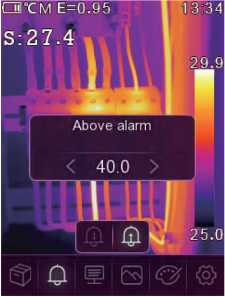 ℃ M E=0.95 13:34
S:27.4
29.9
Above alarm
< 40.0 >
25.0